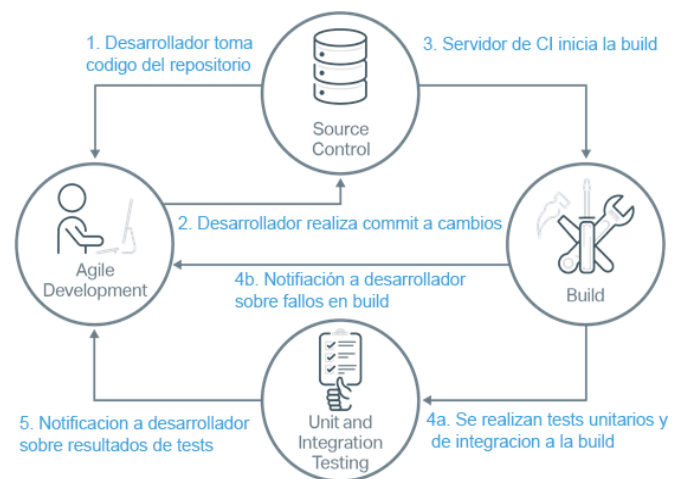 1. Desarrollador toma
codigo del repositorio
3. Servidor de CI inicia la build
Source
Control
2. Desarrollador realiza commit a cambios
Agile
Development
4b. Notifiación a desarrollador
sobre fallos en build
Build
5. Notificacion a desarrollador
sobre resultados de tests
Unit and
Integration
Testing
4a. Se realizan tests unitarios y
de integracion a la build